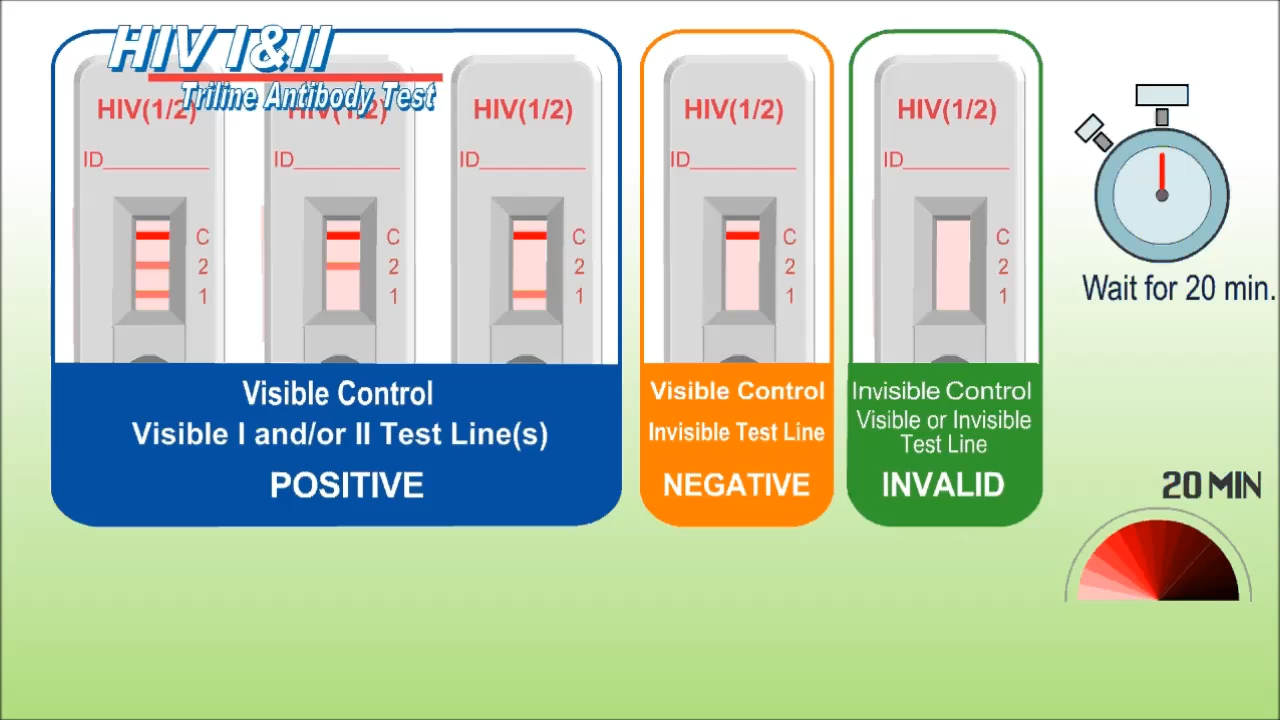 HIV I&II
Triline Antibody Test
HIV(1/2)
HIV(1/2)
HIV(1/2)
HIV(1/2)
HIV(1/2)
ID
ID
ID
ID
ID
C
2
1
C
2
1
C
2
1
C
2
1
C
2
1
Wait for 20 min.
Visible Control
Visible I and/or II Test Line(s)
POSITIVE
Visible Control
Invisible Test Line
NEGATIVE
Invisible Control
Visible or Invisible
Test Line
INVALID
20 MIN